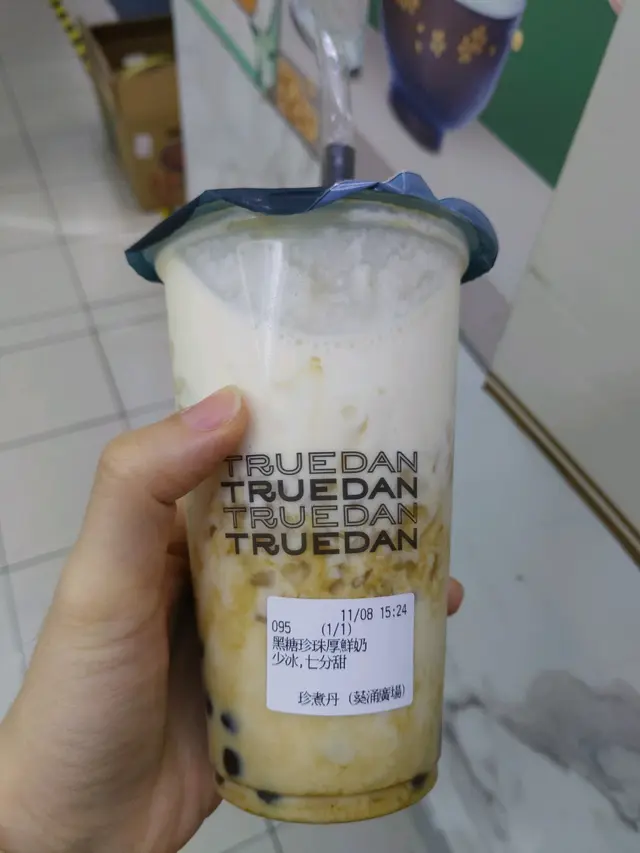 TRUEDAN
TRUEDAN
TRUEDAN
TRUEDAN
11/08 15:24
095 (1/1)
黑糖珍珠厚鮮奶
少冰,七分甜
珍煮丹 (葵涌廣場)